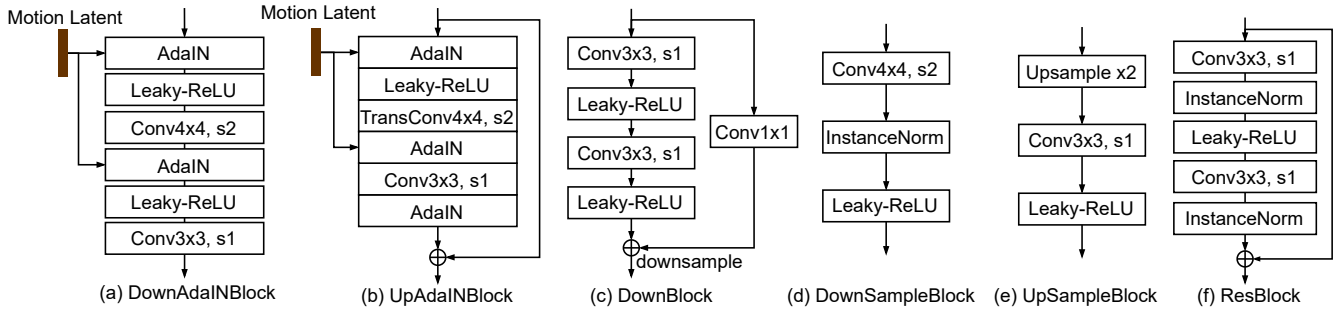 Motion Latent
AdaIN
Leaky-ReLU
Conv4x4, s2
AdaIN
Leaky-ReLU
Conv3x3, s1
(a) DownAdaINBlock
Motion Latent
AdaIN
Leaky-ReLU
TransConv4x4, s2
AdaIN
Conv3x3, s1
AdaIN
(b) UpAdaINBlock
Conv3x3, s1
Leaky-ReLU
Conv3x3, s1
Leaky-ReLU
Conv1x1
downsample
(c) DownBlock
Conv4x4, s2
InstanceNorm
Leaky-ReLU
(d) DownSampleBlock
Upsample x2
Conv3x3, s1
Leaky-ReLU
(e) UpSampleBlock
Conv3x3, s1
InstanceNorm
Leaky-ReLU
Conv3x3, s1
InstanceNorm
(f) ResBlock